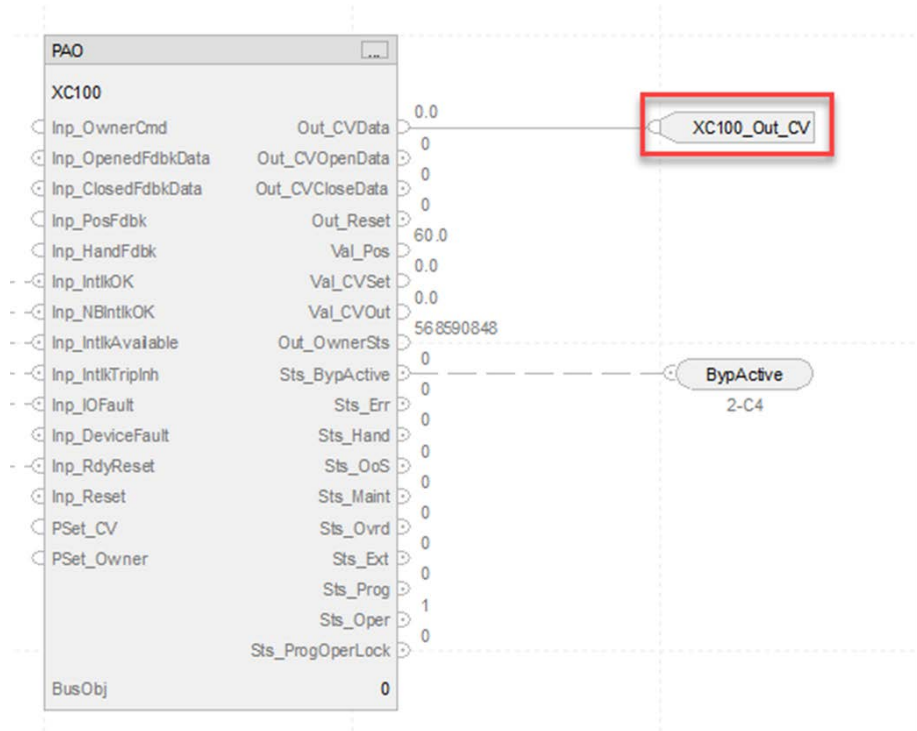 PAO ...
XC100
Inp_OwnerCmd Out_CVData 0.0 XC100_Out_CV
Inp_OpenedFdbkData Out_CVOpenData 0
Inp_ClosedFdbkData Out_CVCloseData 0
Inp_PosFdbk Out_Reset 0
Inp_HandFdbk Val_Pos 60.0
Inp_IntlkOK Val_CVSet 0.0
Inp_NBIntlkOK Val_CVOut 0.0
Inp_IntlkAvailable Out_OwnerSts 568590848
Inp_IntlkTripInh Sts_BypActive 0 BypActive
2-C4
Inp_IOFault Sts_Err 0
Inp_DeviceFault Sts_Hand 0
Inp_RdyReset Sts_OoS 0
Inp_Reset Sts_Maint 0
PSet_CV Sts_Ovrd 0
PSet_Owner Sts_Ext 0
Sts_Prog 0
Sts_Oper 1
Sts_ProgOperLock 0
BusObj 0